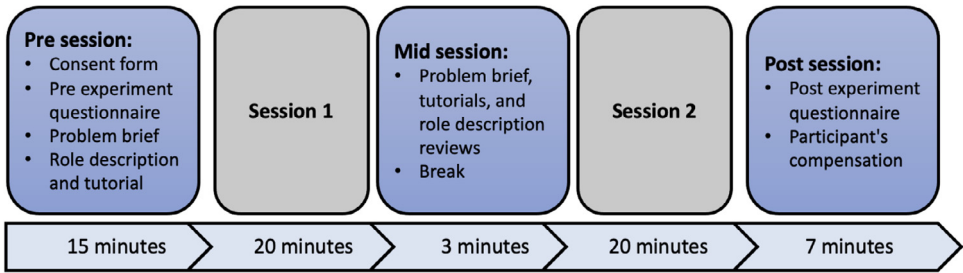 Pre session:
• Consent form
• Pre experiment
questionnaire
• Problem brief
• Role description
and tutorial
Session 1
Mid session:
• Problem brief,
tutorials, and
role description
reviews
• Break
Session 2
Post session:
• Post experiment
questionnaire
• Participant's
compensation
15 minutes
20 minutes
3 minutes
20 minutes
7 minutes